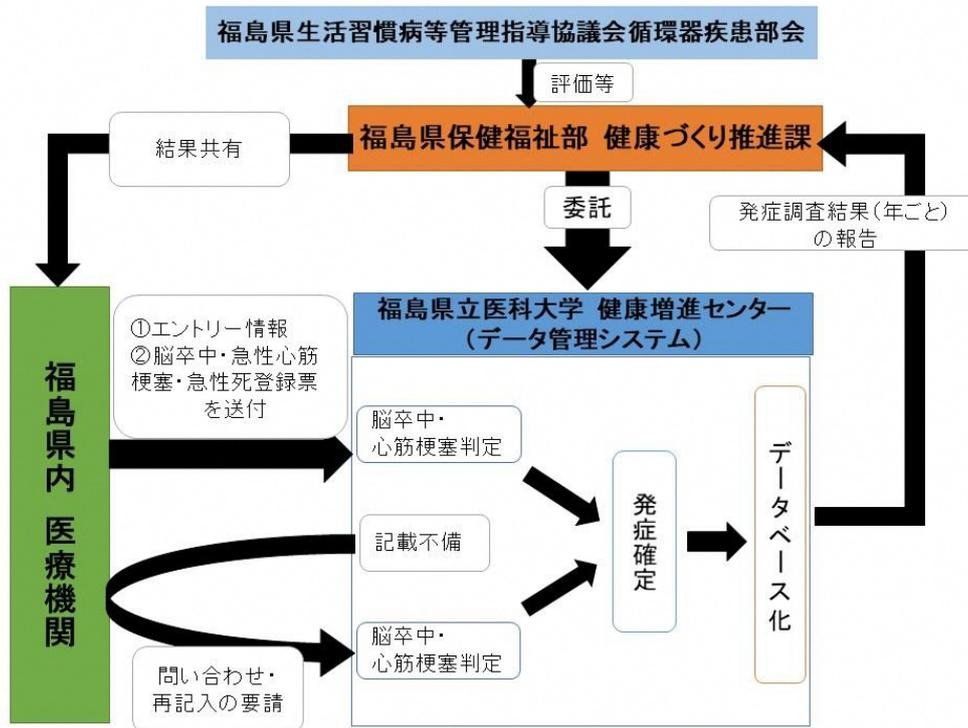 福島県生活習慣病等管理指導協議会循環器疾患部会
評価等
福島県保健福祉部 健康づくり推進課
結果共有
委託
発症調査結果(年ごと)
の報告
福島県立医科大学 健康増進センター
(データ管理システム)
福島県内 医療機関
①エントリー情報
②脳卒中・急性心筋
梗塞・急性死登録票
を送付
脳卒中・
心筋梗塞判定
記載不備
脳卒中・
心筋梗塞判定
発症確定
データベース化
問い合わせ・
再記入の要請